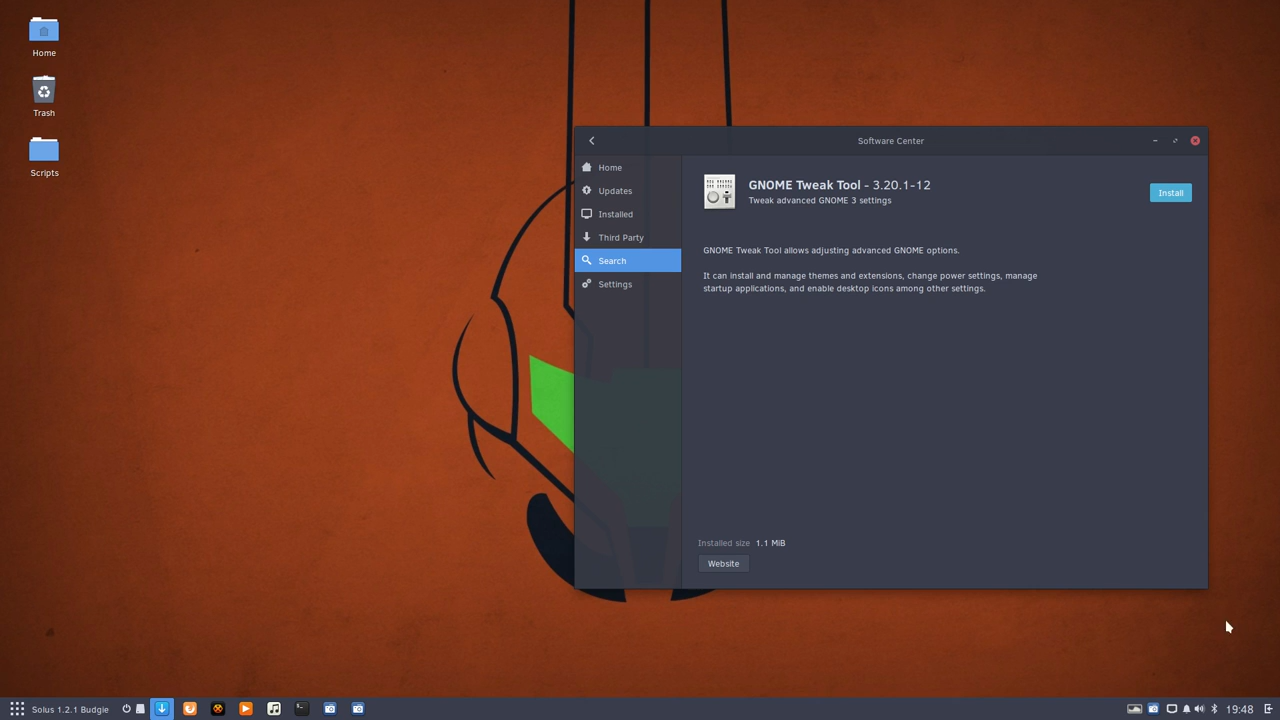 Home
Trash
Scripts
Software Center
Home
Updates
Installed
Third Party
Search
Settings
GNOME Tweak Tool - 3.20.1-12
Tweak advanced GNOME 3 settings
Install
GNOME Tweak Tool allows adjusting advanced GNOME options.
It can install and manage themes and extensions, change power settings, manage
startup applications, and enable desktop icons among other settings.
Installed size 1.1 MiB
Website
Solus 1.2.1 Budgie
19:48